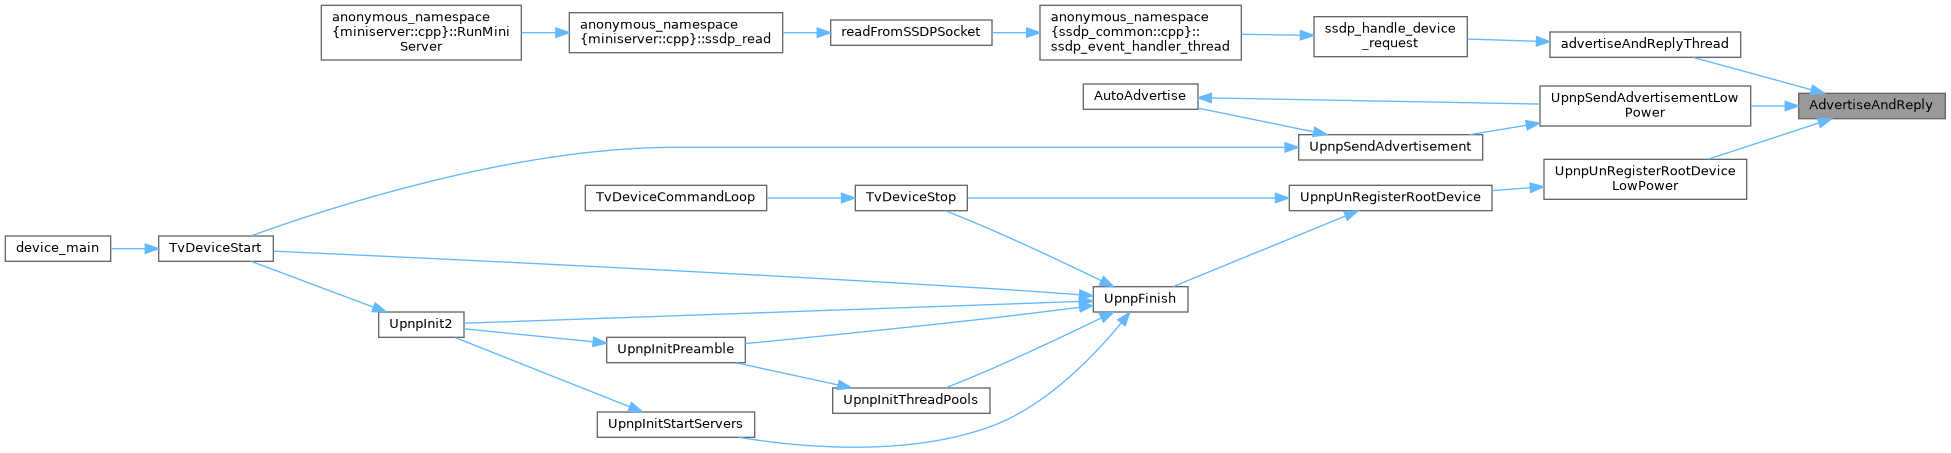 anonymous_namespace
{miniserver::cpp}::RunMini
Server
anonymous_namespace
{miniserver::cpp}::ssdp_read
readFromSSDPSocket
anonymous_namespace
{ssdp_common::cpp}::
ssdp_event_handler_thread
ssdp_handle_device
_request
advertiseAndReplyThread
AutoAdvertise
UpnpSendAdvertisementLow
Power
AdvertiseAndReply
UpnpSendAdvertisement
UpnpUnRegisterRootDevice
LowPower
TvDeviceCommandLoop
TvDeviceStop
UpnpUnRegisterRootDevice
device_main
TvDeviceStart
UpnpFinish
UpnpInit2
UpnpInitPreamble
UpnpInitThreadPools
UpnpInitStartServers